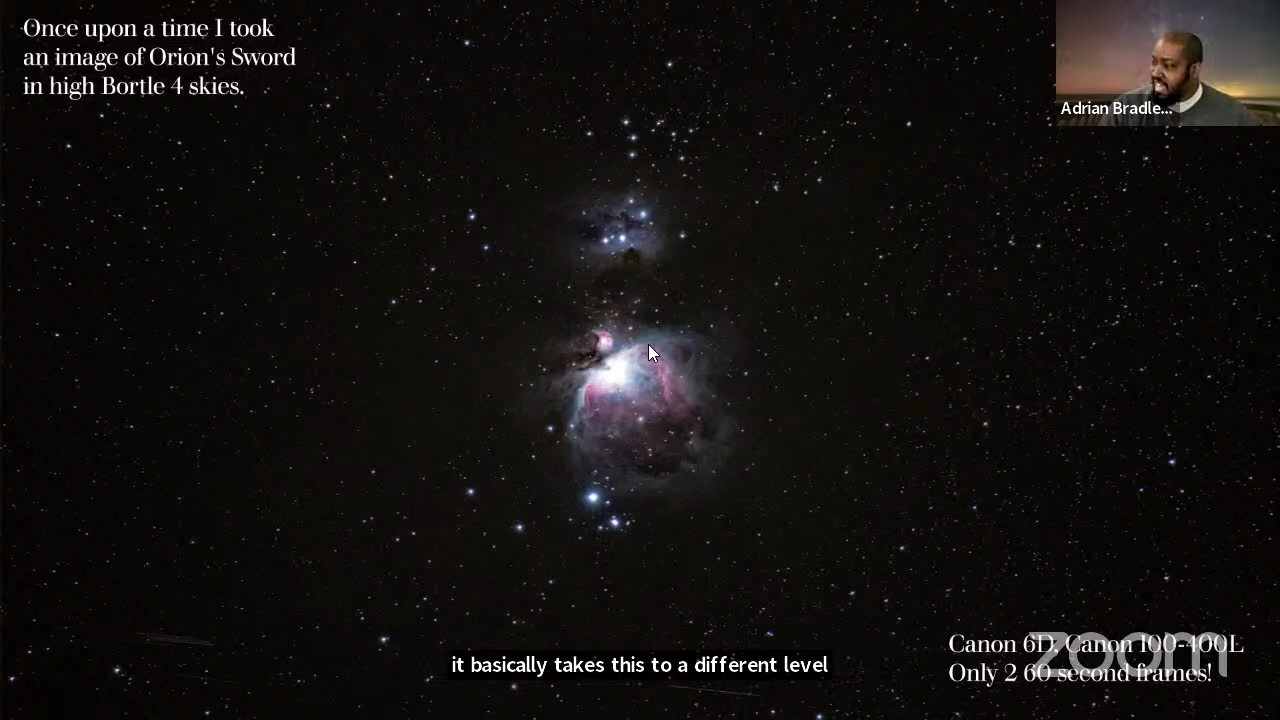 Once upon a time I took
an image of Orion's Sword
in high Bortle 4 skies.
Adrian Bradle...
Canon 6D, Canon 100-400L
Only 2 60 second frames!
zoom
it basically takes this to a different level